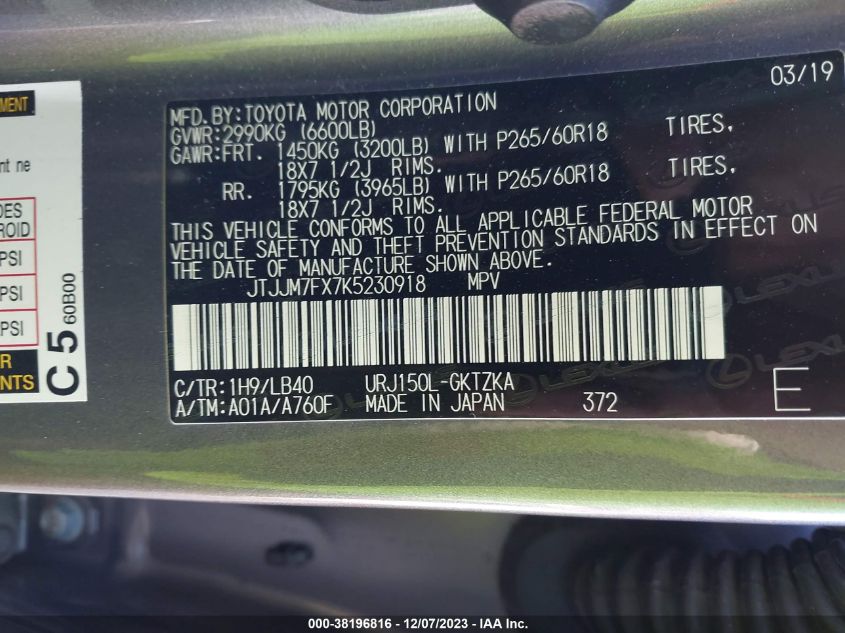 03/19
MFD.BY:TOYOTA MOTOR CORPORATION
GVWR:2990KG (6600LB)
GAWR:FRT. 1450KG (3200LB) WITH P265/60R18 TIRES,
18X7 1/2J RIMS.
RR. 1795KG (3965LB) WITH P265/60R18 TIRES,
18X7 1/2J RIMS.
THIS VEHICLE CONFORMS TO ALL APPLICABLE FEDERAL MOTOR
VEHICLE SAFETY AND THEFT PREVENTION STANDARDS IN EFFECT ON
THE DATE OF MANUFACTURE SHOWN ABOVE.
JTJJM7FX7K5230918 MPV
C/TR:1H9/LB40 URJ150L-GKTZKA
A/TM:A01A/A760F MADE IN JAPAN 372 E
LEXUS
PSI
PSI
PSI
C5
60B00
000-38196816 - 12/07/2023 - IAAI.com.